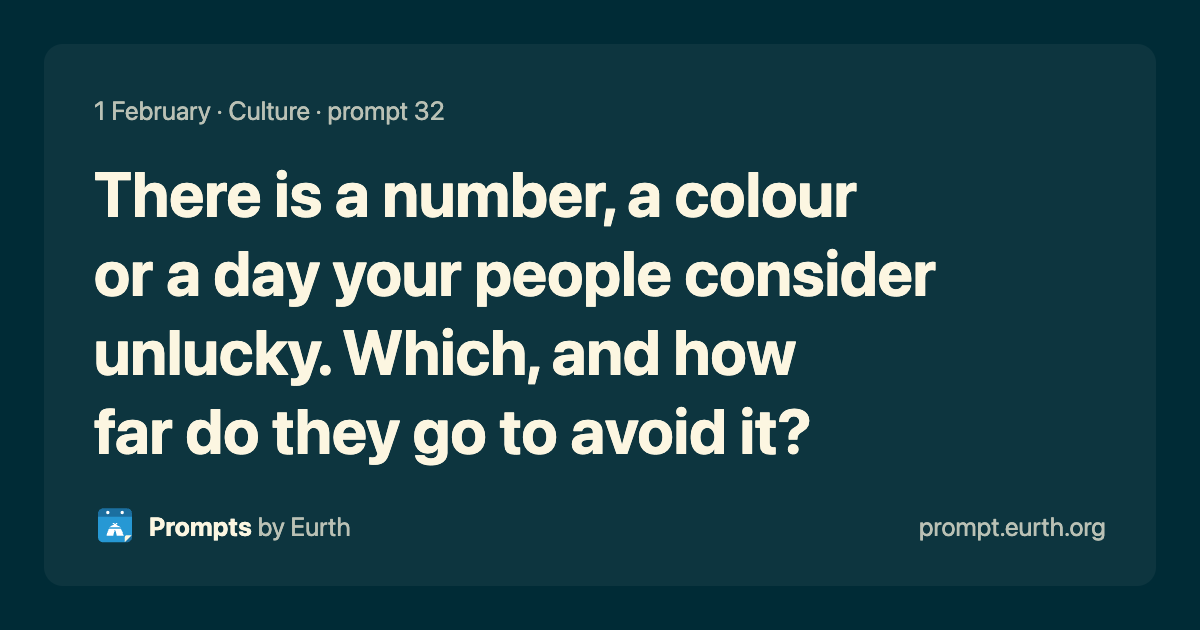 1 February · Culture · prompt 32
There is a number, a colour
or a day your people consider
unlucky. Which, and how
far do they go to avoid it?
Prompts by Eurth
prompt.eurth.org